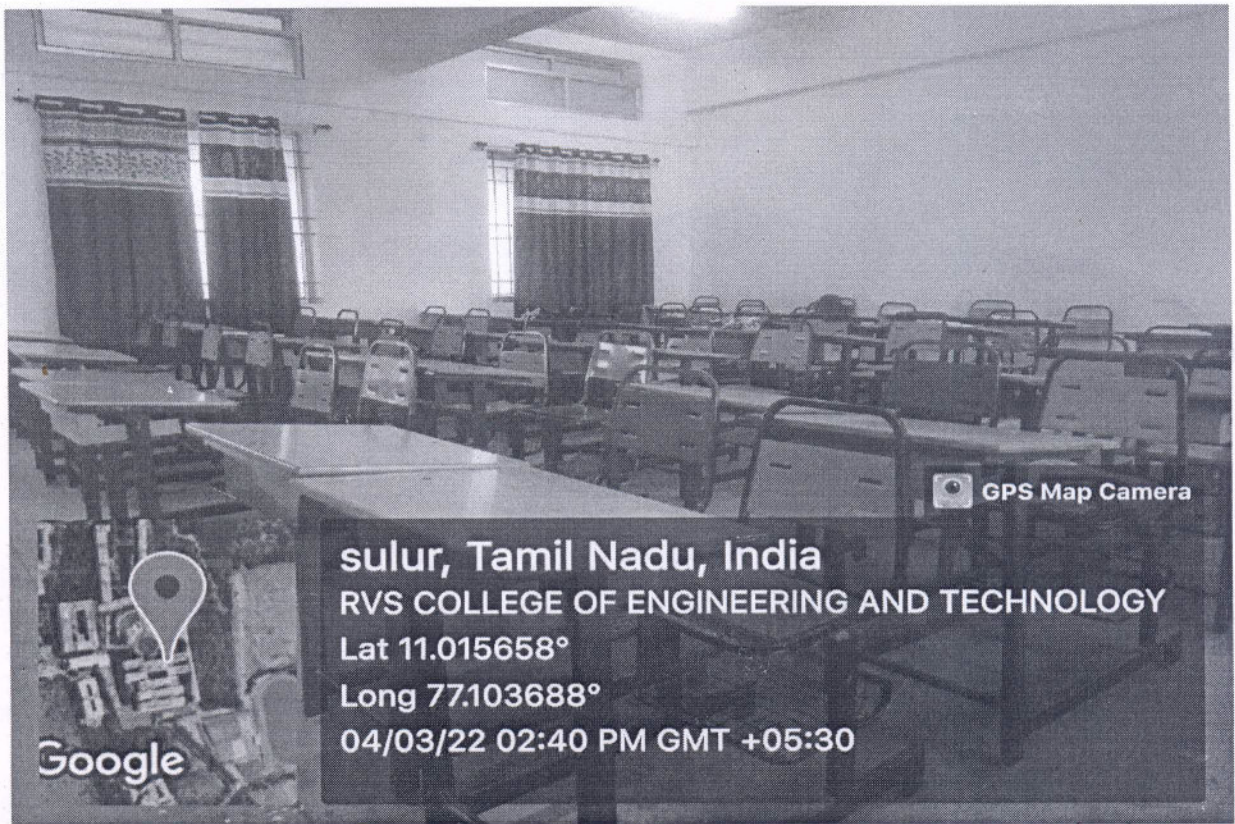 GPS Map Camera
sulur, Tamil Nadu, India
RVS COLLEGE OF ENGINEERING AND TECHNOLOGY
Lat 11.015658°
Long 77.103688°
04/03/22 02:40 PM GMT +05:30
Google